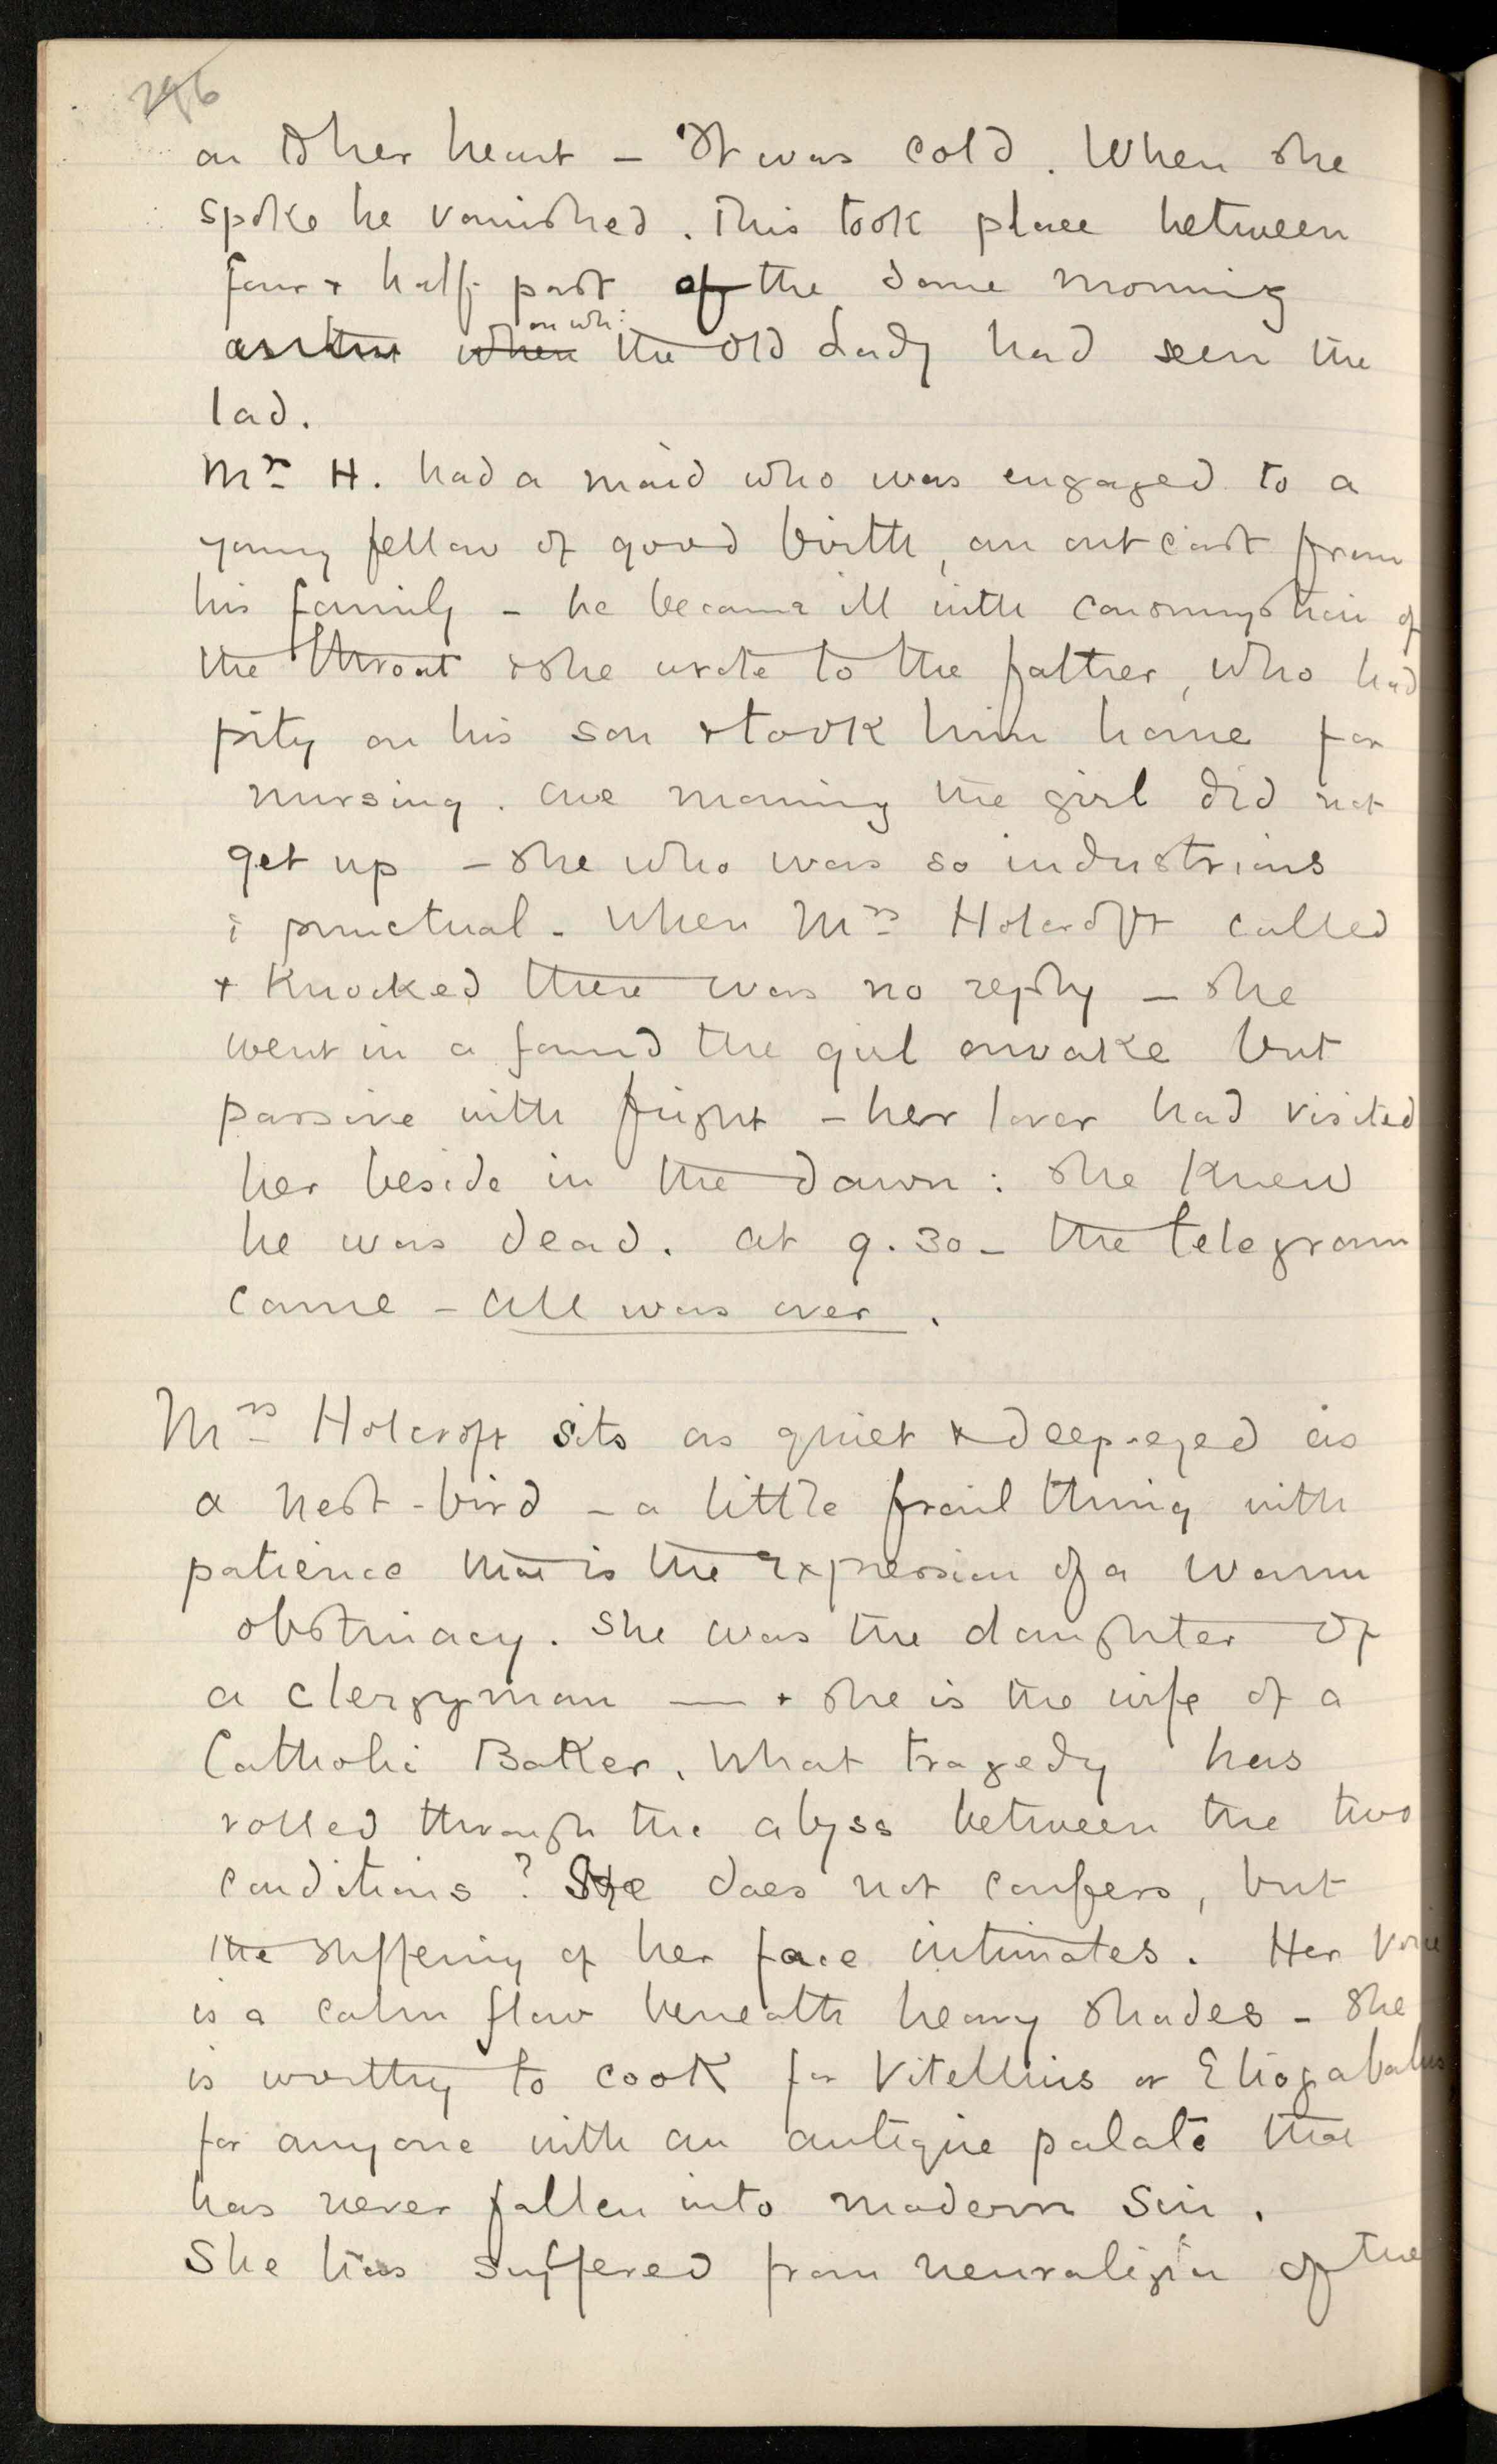 296
on to her heart – It was cold. When she
spoke he vanished. This took place between
four & half past of the same morning
on wh:
as that when the old Lady had seen the
lad.
Mrs H. had a maid who was engaged to a
young fellow of good birth, an outcast from
his family – he became ill with consumption of
the throat & she wrote to the father, who had
pity on his son & took him home for
nursing. One morning the girl did not
get up – she who was so industrious
i punctual – When Mrs Holcroft called
& knocked there was no reply – she
went in a found the girl awake but
passive with fright – her lover had visited
her beside in the dawn: she knew
he was dead. At 9.30 – the telegram
came – All was over.
Mrs Holcroft sits as quiet & deep-eyed as
a nest-bird – a little frail thing with
patience that is the expression of a warm
obstinacy. She was the daughter of
a clergyman — & she is the wife of a
Catholic Baker. What tragedy has
rolled through the abyss between the two
conditions? She does not confess, but
the suffering of her face intimates. Her voice
is a calm flow beneath heavy shades – She
is worthy to cook for Vitellius or Eliogabalus
for anyone with an antique palate that
has never fallen into modern sin.
She has suffered from neuralgia of the